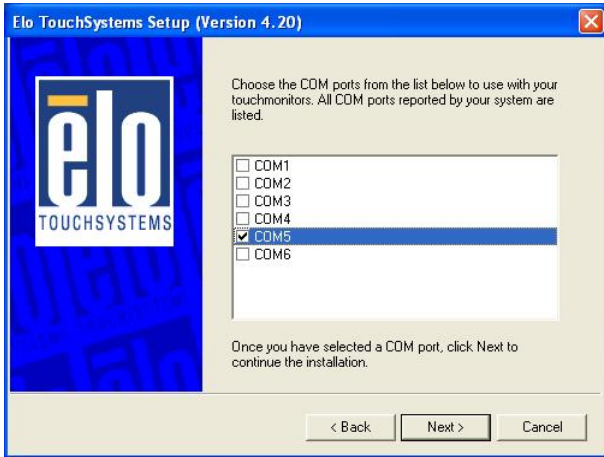 Elo TouchSystems Setup (Version 4.20)
ēlo
TOUCHSYSTEMS
Choose the COM ports from the list below to use with your
touchmonitors. All COM ports reported by your system are
listed.
COM1
COM2
COM3
COM4
COM5
COM6
Once you have selected a COM port, click Next to
continue the installation.
< Back
Next >
Cancel